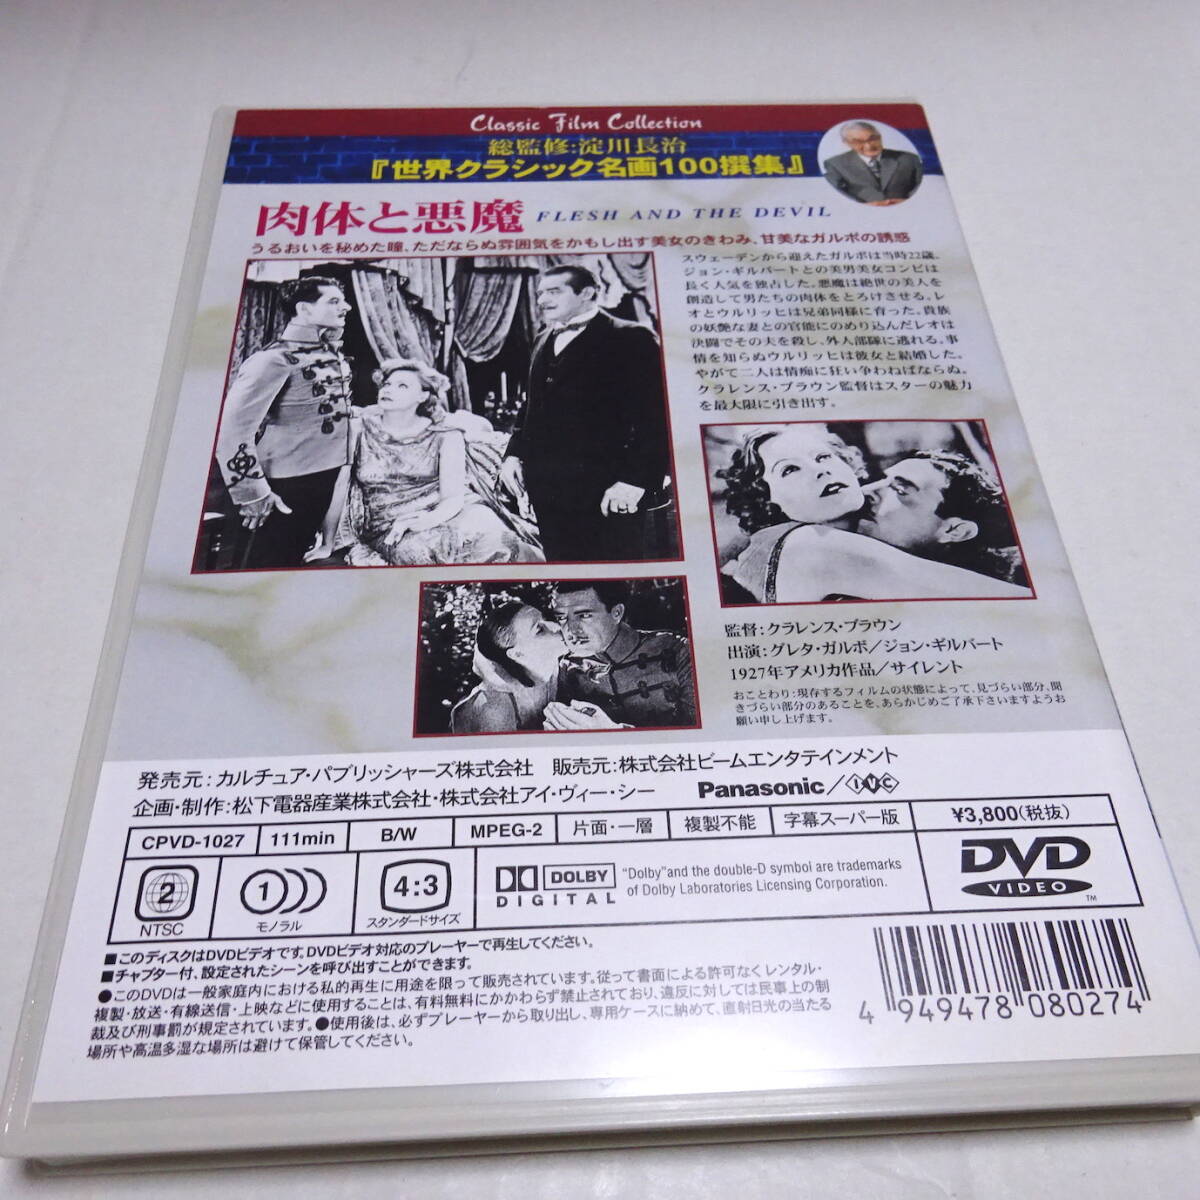 Classic Film Collection
総監修:淀川長治
『世界クラシック名画100撰集』
肉体と悪魔 FLESH AND THE DEVIL
うるおいを秘めた瞳、ただならぬ雰囲気をかもし出す美女のきわみ、甘美なガルボの誘惑
スウェーデンから迎えたガルボは当時22歳。
ジョン・ギルバートとの美男美女コンビは
長く人気を独占した。悪魔は絶世の美人を
創造して男たちの肉体をとろけさせる。レ
オとウルリッヒは兄弟同様に育った。貴族
の妖艶な妻との官能にのめり込んだレオは
決闘でその夫を殺し、外人部隊に逃れる。事
情を知らぬウルリッヒは彼女と結婚した。
やがて二人は情痴に狂い争わねばならぬ。
クラレンス・ブラウン監督はスターの魅力
を最大限に引き出す。
監督:クラレンス・ブラウン
出演:グレタ・ガルボ/ジョン・ギルバート
1927年アメリカ作品/サイレント
おことわり:現存するフィルムの状態によって、見づらい部分、聞
きづらい部分のあることを、あらかじめご了承下さいますようお
願い申し上げます。
発売元:カルチュア・パブリッシャーズ株式会社 販売元:株式会社ビームエンタテインメント
企画・制作:松下電器産業株式会社・株式会社アイ・ヴィー・シー Panasonic/IVC
CPVD-1027 111min B/W MPEG-2 片面・一層 複製不能 字幕スーパー版 ¥3,800(税抜)
2 NTSC
1 モノラル
4:3 スタンダードサイズ
DOLBY DIGITAL
"Dolby"and the double-D symbol are trademarks
of Dolby Laboratories Licensing Corporation.
DVD VIDEO TM
■このディスクはDVDビデオです。DVDビデオ対応のプレーヤーで再生してください。
■チャプター付、設定されたシーンを呼び出すことができます。
●このDVDは一般家庭内における私的再生に用途を限って販売されています。従って書面による許可なくレンタル・
複製・放送・有線送信・上映などに使用することは、有料無料にかかわらず禁止されており、違反に対しては民事上の制
裁及び刑事罰が規定されています。●使用後は、必ずプレーヤーから取り出し、専用ケースに納めて、直射日光の当たる
場所や高温多湿な場所は避けて保管してください。
4 949478 080274